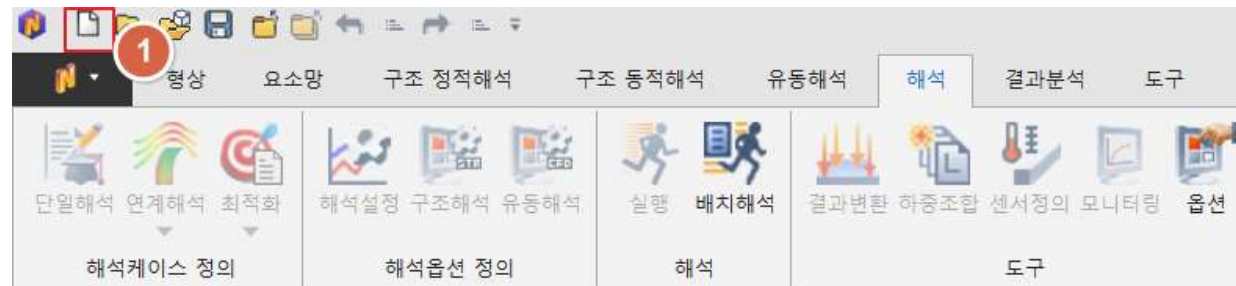 1
형상 요소망 구조 정적해석 구조 동적해석 유동해석 해석 결과분석 도구
STR CFD
단일해석 연계해석 최적화 해석설정 구조해석 유동해석 실행 배치해석 결과변환 하중조합 센서정의 모니터링 옵션
해석케이스 정의 해석옵션 정의 해석 도구